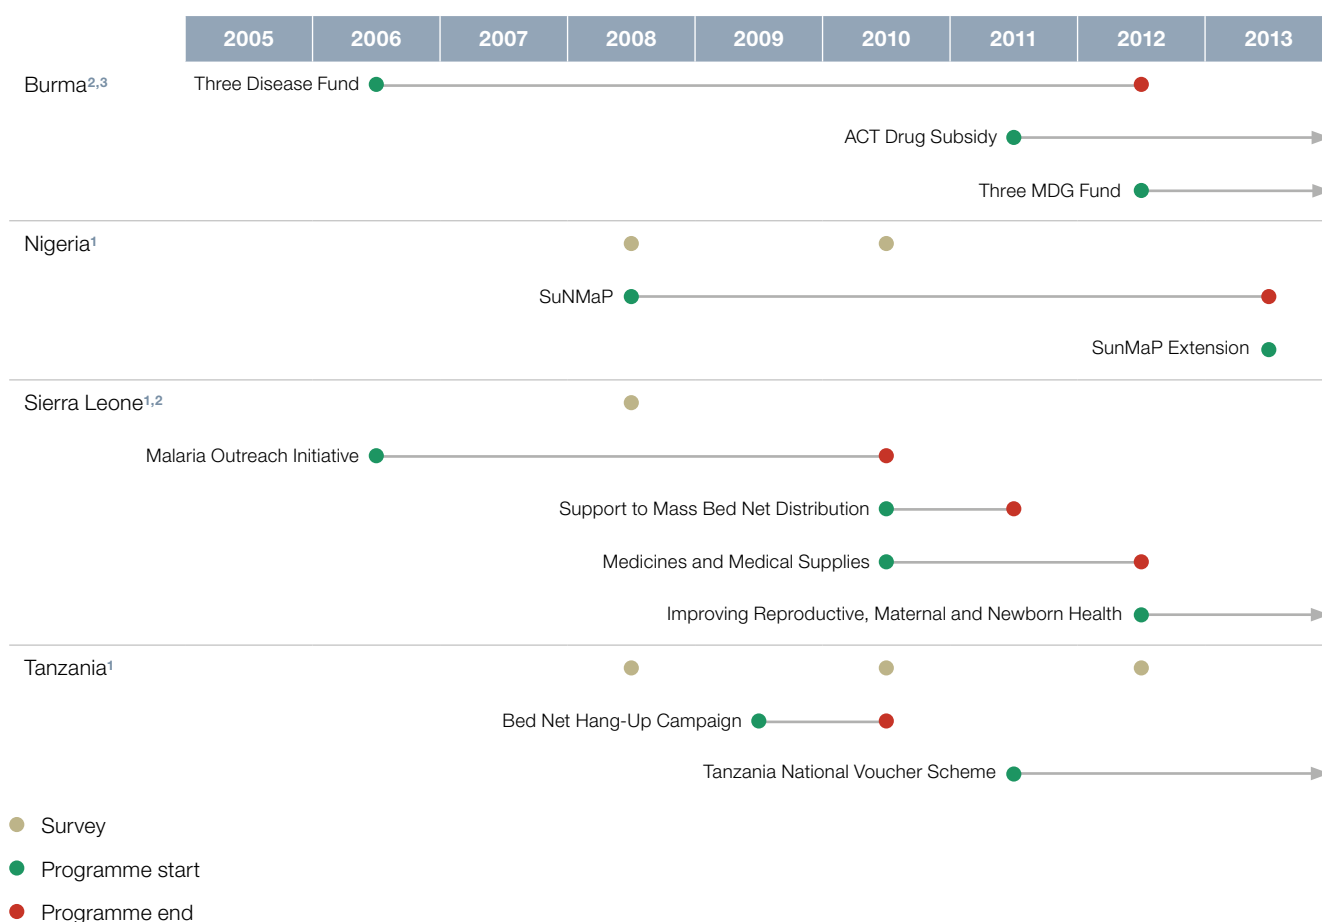 2005 2006 2007 2008 2009 2010 2011 2012 2013
Burma2,3 Three Disease Fund
ACT Drug Subsidy
Three MDG Fund
Nigeria1
SuNMaP
SunMaP Extension
Sierra Leone1,2
Malaria Outreach Initiative
Support to Mass Bed Net Distribution
Medicines and Medical Supplies
Improving Reproductive, Maternal and Newborn Health
Tanzania1
Bed Net Hang-Up Campaign
Tanzania National Voucher Scheme
Survey
Programme start
Programme end